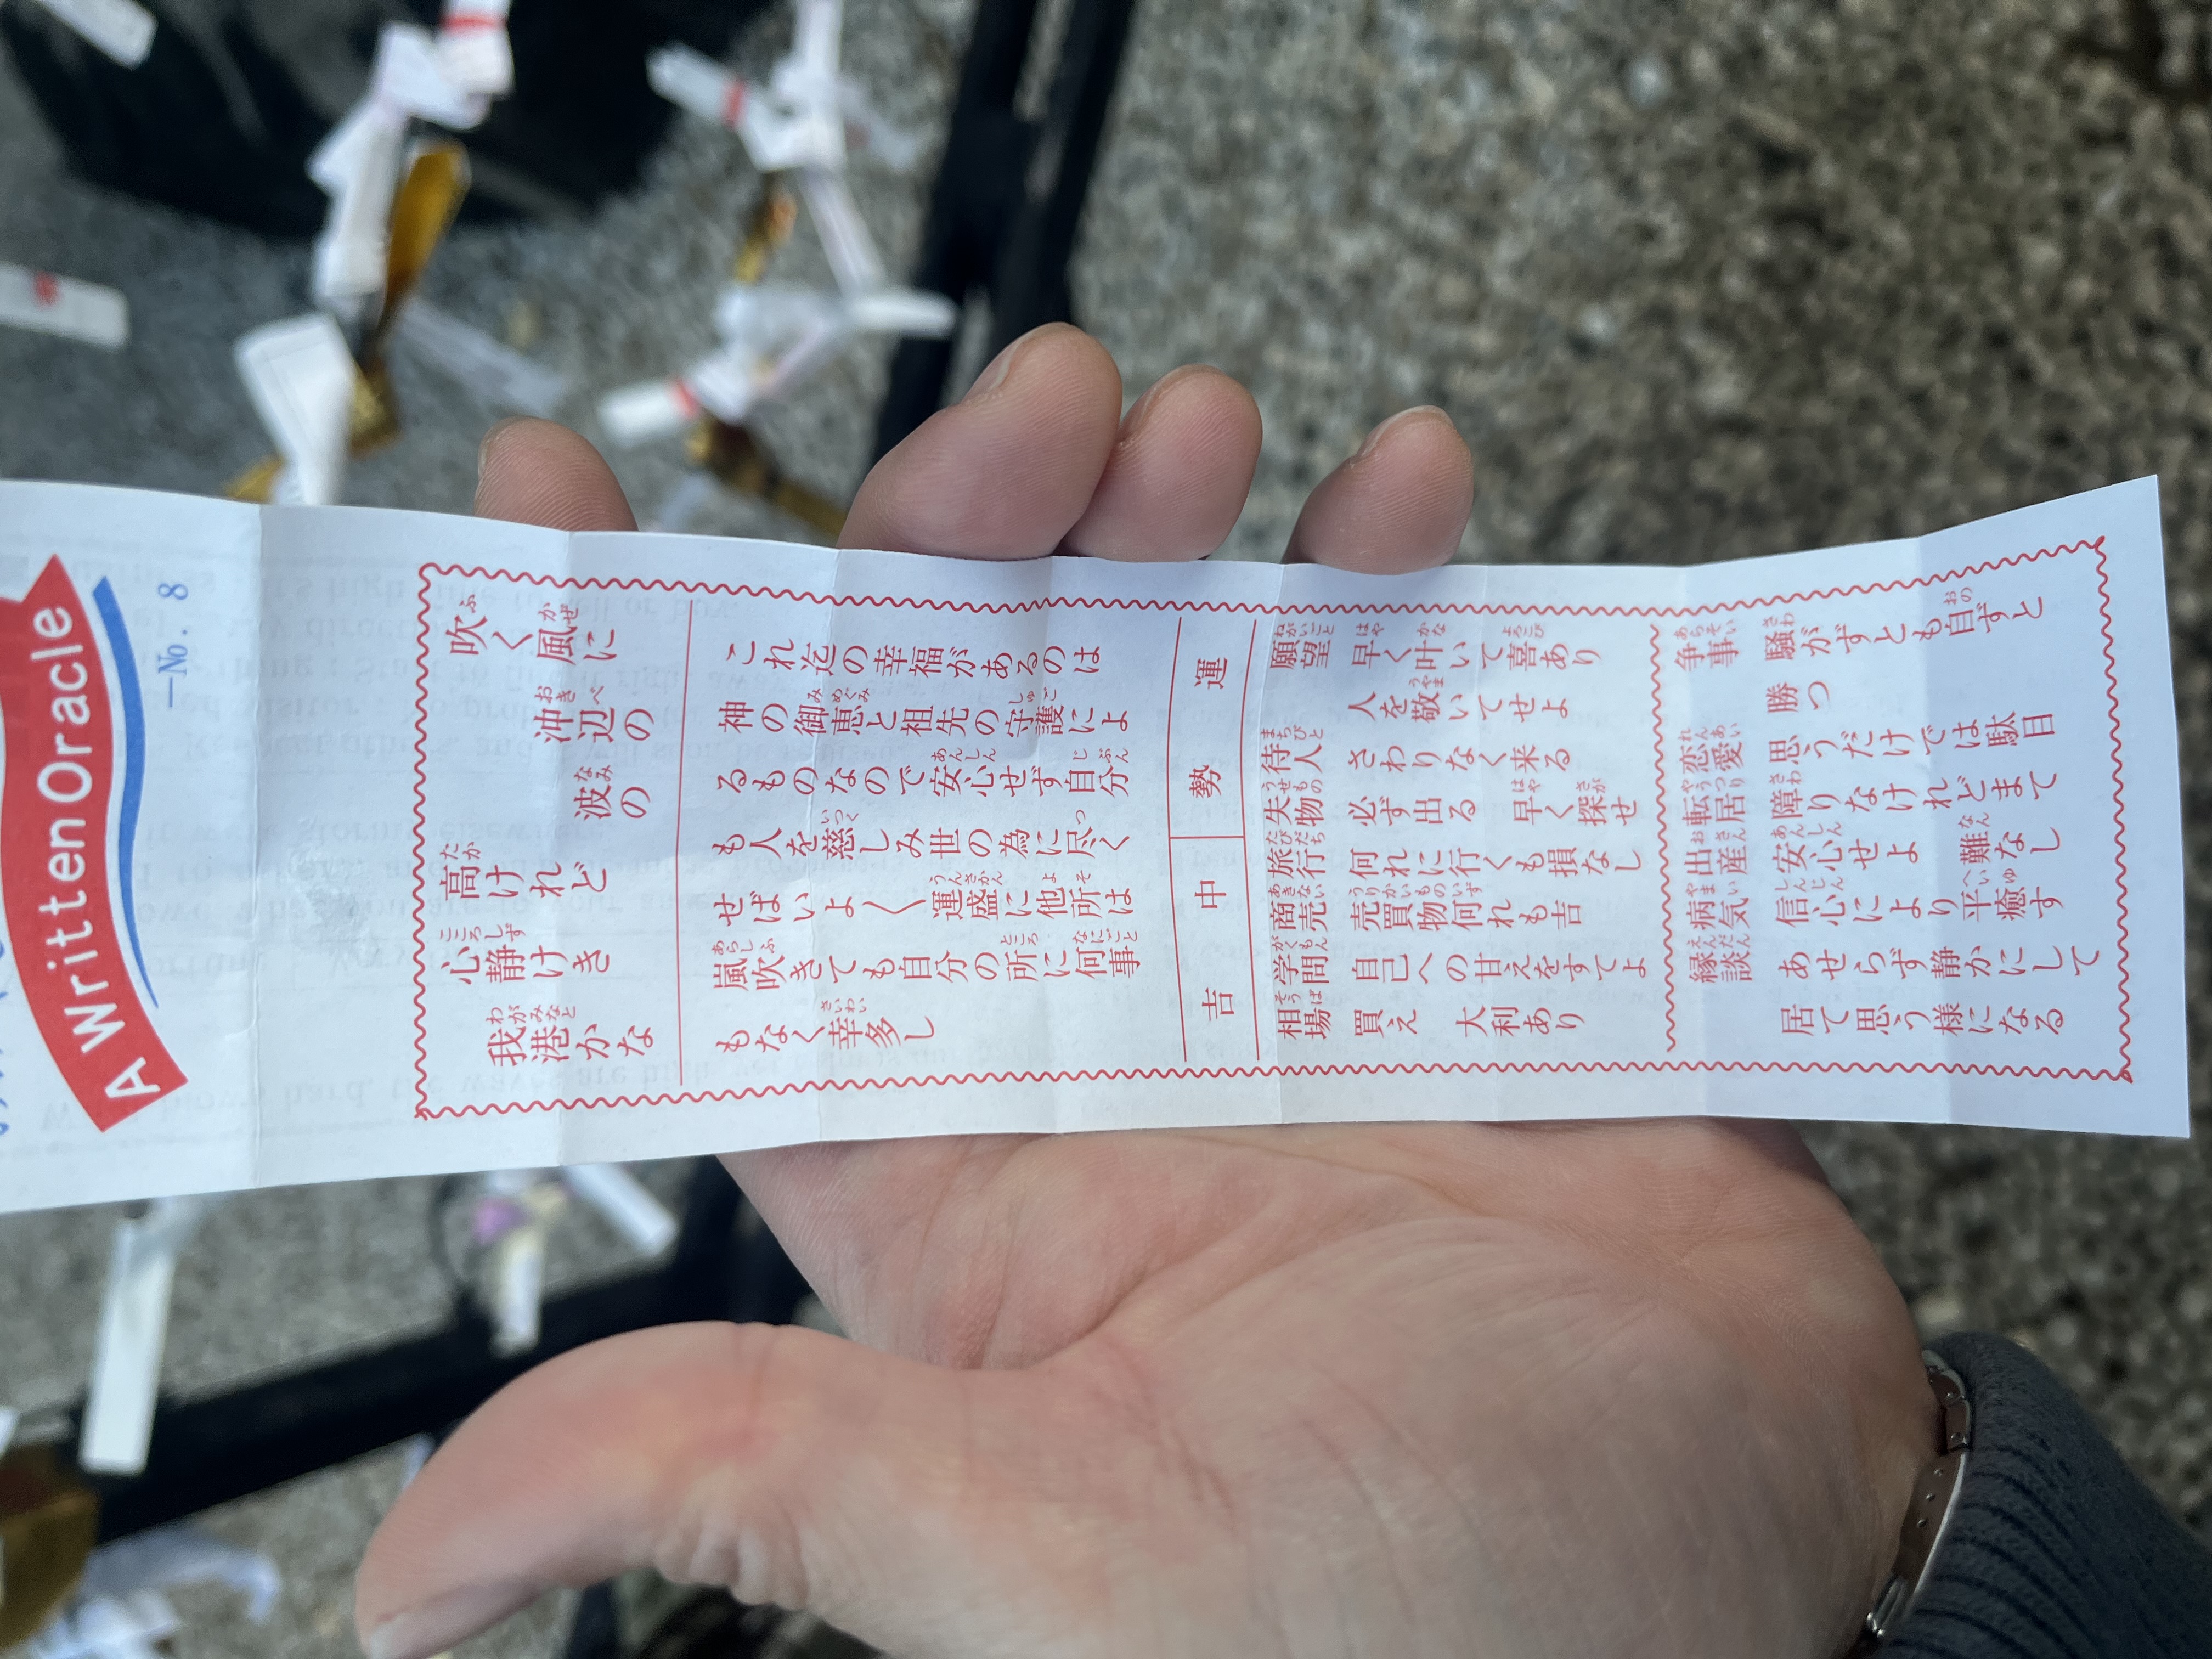 A Written Oracle
—No. 8
吹く風に
沖辺の
波の
高けれど
心静けき
我港かな
これ迄の幸福があるのは
神の御恵と祖先の守護によ
るものなので安心せず自分
も人を慈しみ世の為に尽く
せばいよ〱運盛に他所は
嵐吹きても自分の所に何事
もなく幸多し
運勢 中吉
願望 早く叶いて喜あり
人を敬いてせよ
待人 さわりなく来る
失物 必ず出る 早く探せ
旅行 何れに行くも損なし
商売 売買物何れも吉
学問 自己への甘えをすてよ
相場 買え 大利あり
争事 騒がずとも自ずと
勝つ
恋愛 思うだけでは駄目
転居 障りなけれどまて
出産 安心せよ 難なし
病気 信心により平癒す
縁談 あせらず静かにして
居て思う様になる